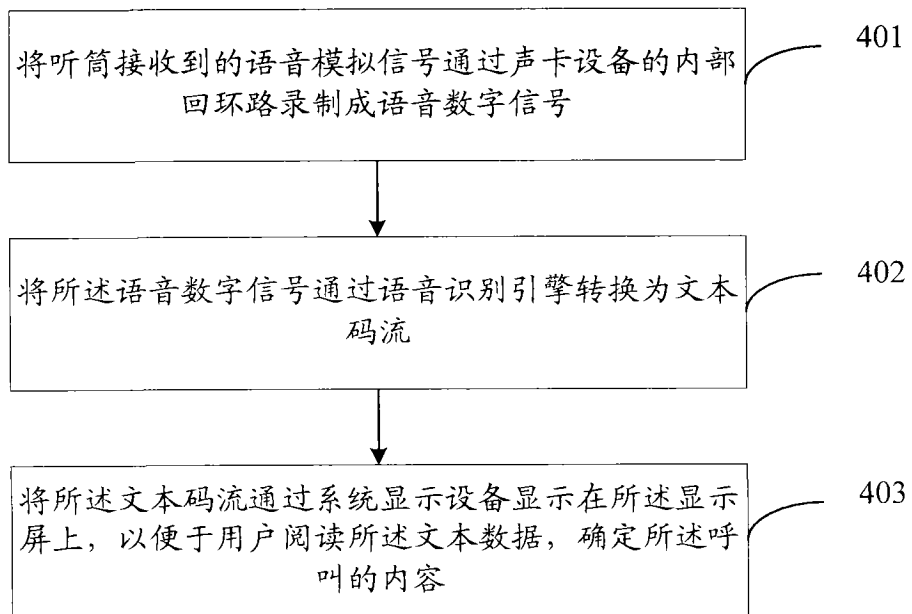 将听筒接收到的语音模拟信号通过声卡设备的内部
回环路录制成语音数字信号
401
将所述语音数字信号通过语音识别引擎转换为文本
码流
402
将所述文本码流通过系统显示设备显示在所述显示
屏上，以便于用户阅读所述文本数据，确定所述呼
叫的内容
403